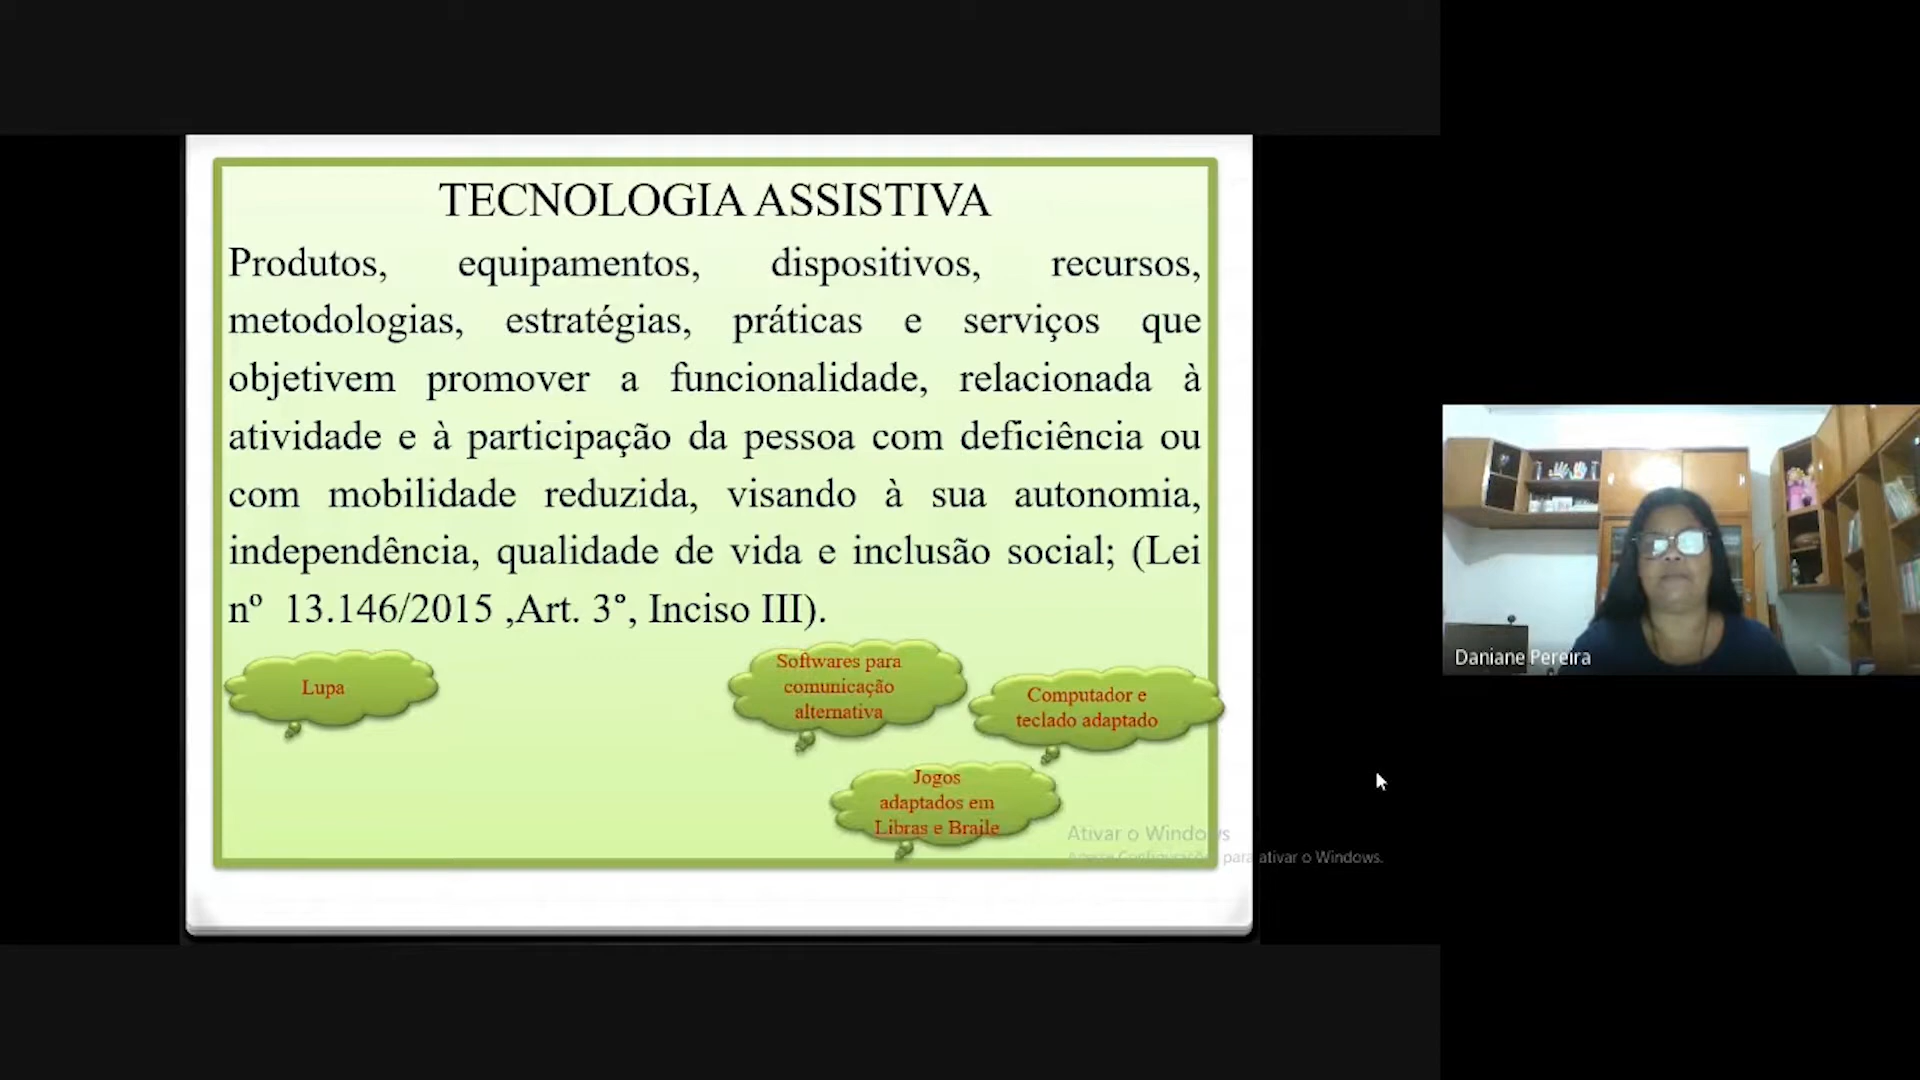 TECNOLOGIA ASSISTIVA
Produtos, equipamentos, dispositivos, recursos,
metodologias, estratégias, práticas e serviços que
objetivem promover a funcionalidade, relacionada à
atividade e à participação da pessoa com deficiência ou
com mobilidade reduzida, visando à sua autonomia,
independência, qualidade de vida e inclusão social; (Lei
nº 13.146/2015 ,Art. 3°, Inciso III).
Lupa
Softwares para
comunicação
alternativa
Computador e
teclado adaptado
Jogos
adaptados em
Libras e Braile
Ativar o Windows
para ativar o Windows.
Daniane Pereira